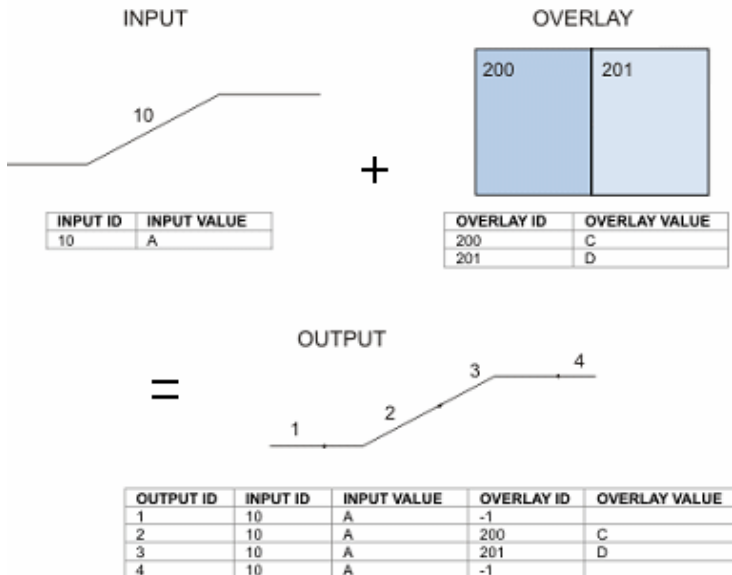 INPUT
OVERLAY
10
200 201
+
INPUT ID INPUT VALUE
10 A
OVERLAY ID OVERLAY VALUE
200 C
201 D
OUTPUT
=
1 2 3 4
OUTPUT ID INPUT ID INPUT VALUE OVERLAY ID OVERLAY VALUE
1 10 A -1
2 10 A 200 C
3 10 A 201 D
4 10 A -1